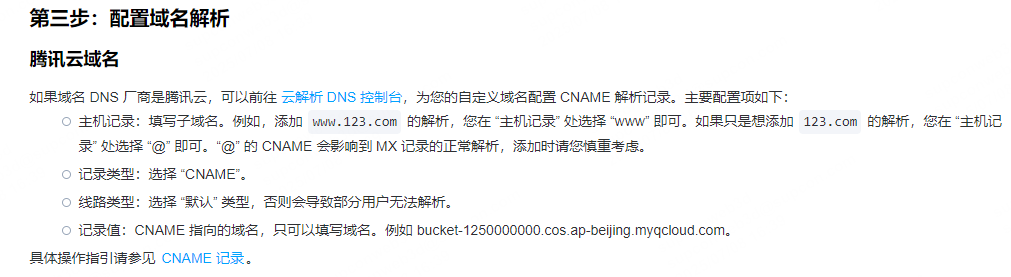 第三步：配置域名解析
腾讯云域名
如果域名 DNS 厂商是腾讯云，可以前往 云解析 DNS 控制台，为您的自定义域名配置 CNAME 解析记录。主要配置项如下：
主机记录：填写子域名。例如，添加 www.123.com 的解析，您在 “主机记录” 处选择 “www” 即可。如果只是想添加 123.com 的解析，您在 “主机记
录” 处选择 “@” 即可。“@” 的 CNAME 会影响到 MX 记录的正常解析，添加时请您慎重考虑。
记录类型：选择 “CNAME”。
线路类型：选择 “默认” 类型，否则会导致部分用户无法解析。
记录值：CNAME 指向的域名，只可以填写域名。例如 bucket-1250000000.cos.ap-beijing.myqcloud.com。
具体操作指引请参见 CNAME 记录。